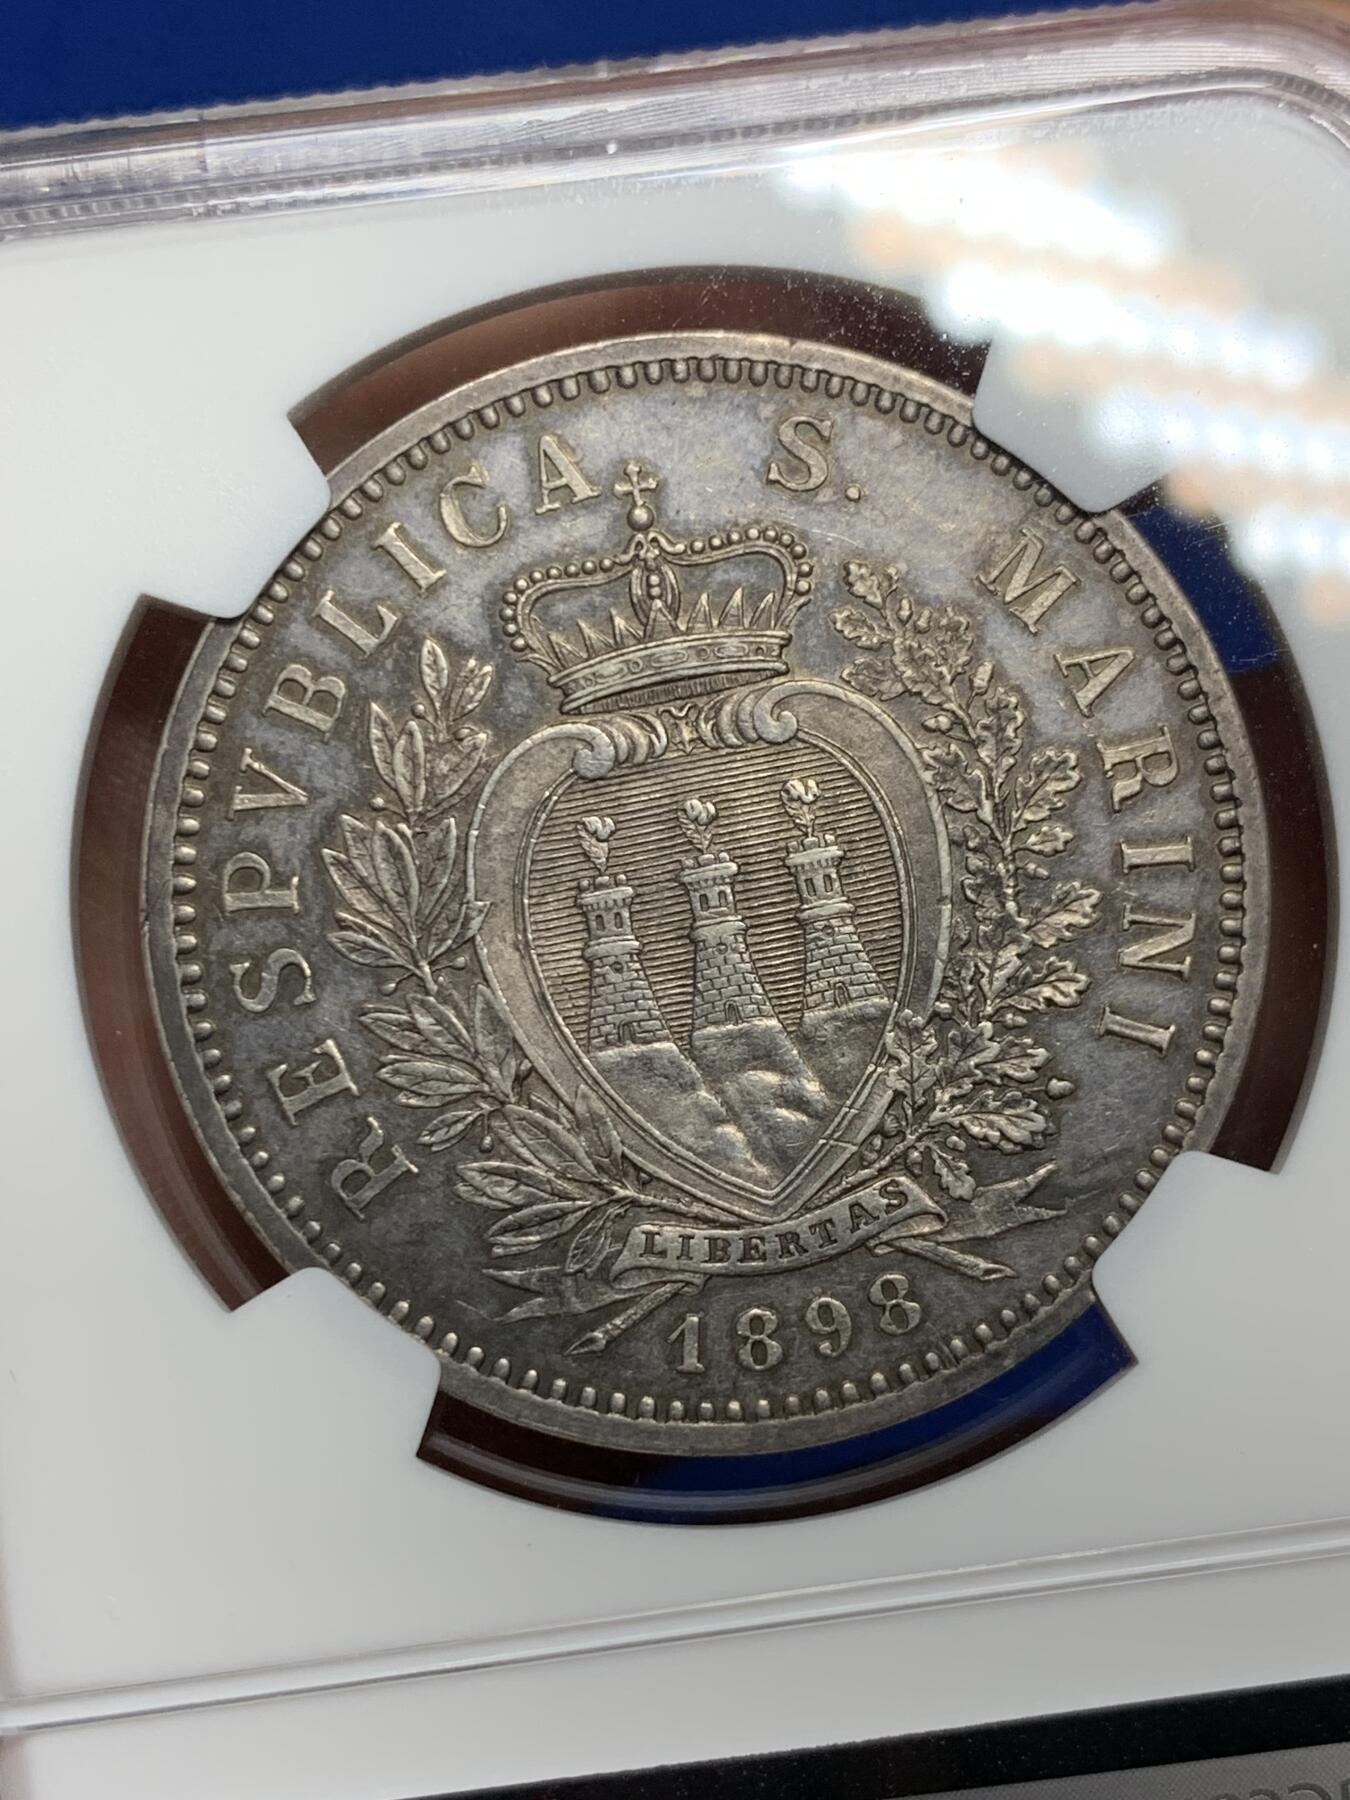 RESPVBLICA S. MARINI
LIBERTAS
1898